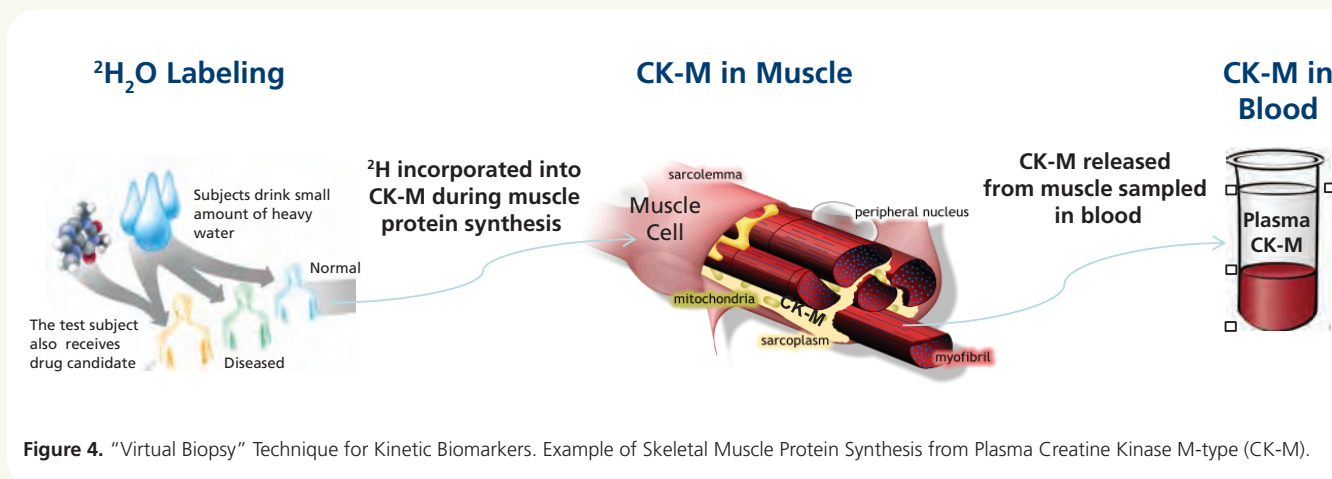 ²H₂O Labeling
CK-M in Muscle
CK-M in
Blood
²H incorporated into
CK-M during muscle
protein synthesis
CK-M released
from muscle sampled
in blood
Subjects drink small
amount of heavy
water
Normal
The test subject
also receives
drug candidate
Diseased
sarcolemma
Muscle
Cell
peripheral nucleus
mitochondria
CK-M
sarcoplasm
myofibril
Plasma
CK-M
Figure 4. “Virtual Biopsy” Technique for Kinetic Biomarkers. Example of Skeletal Muscle Protein Synthesis from Plasma Creatine Kinase M-type (CK-M).